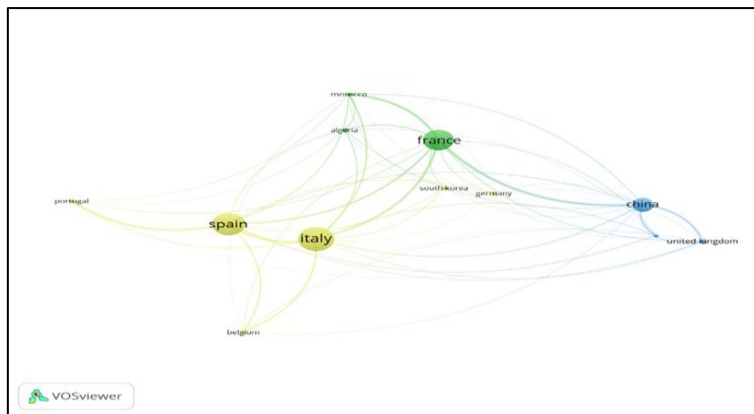 morocco
algeria
france
south korea
germany
portugal
china
spain
italy
united kingdom
belgium
VOSviewer